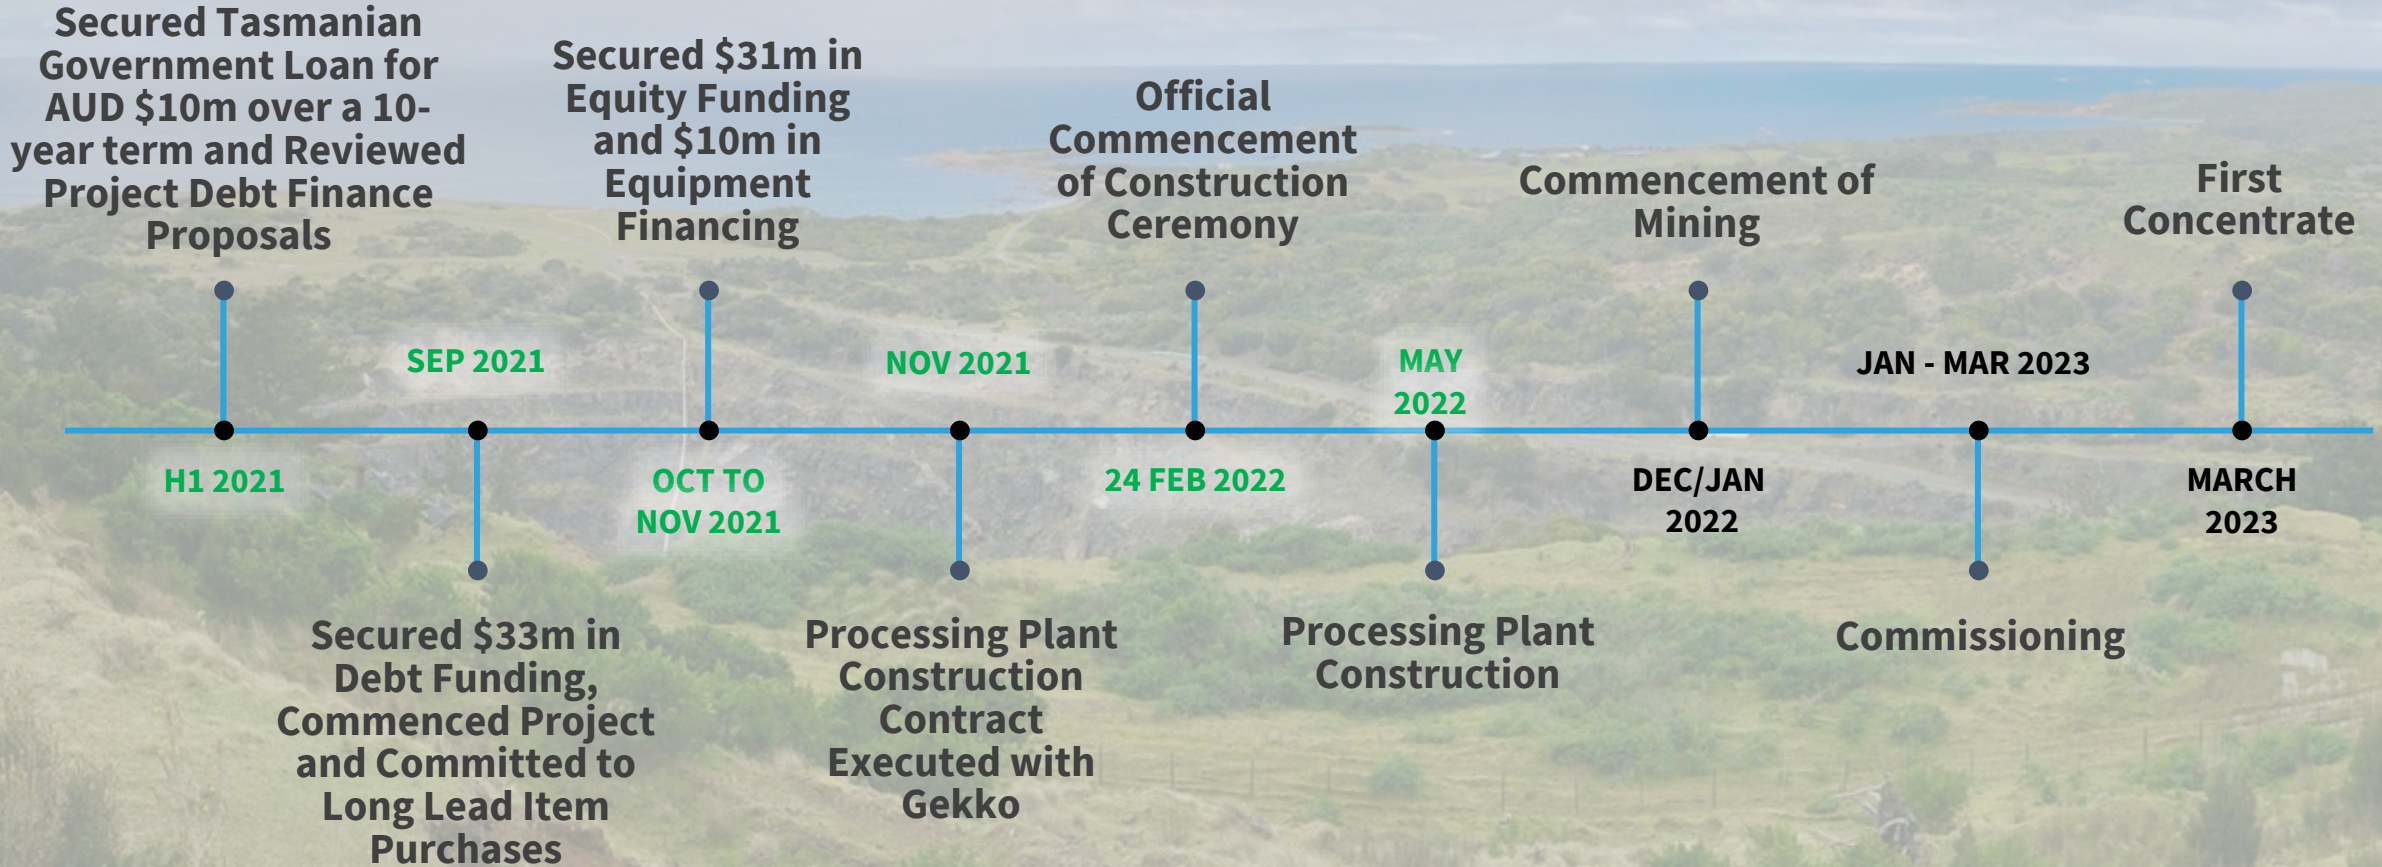 Secured Tasmanian
Government Loan for
AUD $10m over a 10-
year term and Reviewed
Project Debt Finance
Proposals
H1 2021
SEP 2021
Secured $33m in
Debt Funding,
Commenced Project
and Committed to
Long Lead Item
Purchases
Secured $31m in
Equity Funding
and $10m in
Equipment
Financing
OCT TO
NOV 2021
NOV 2021
Processing Plant
Construction
Contract
Executed with
Gekko
Official
Commencement
of Construction
Ceremony
24 FEB 2022
MAY
2022
Processing Plant
Construction
Commencement of
Mining
DEC/JAN
2022
JAN - MAR 2023
Commissioning
First
Concentrate
MARCH
2023